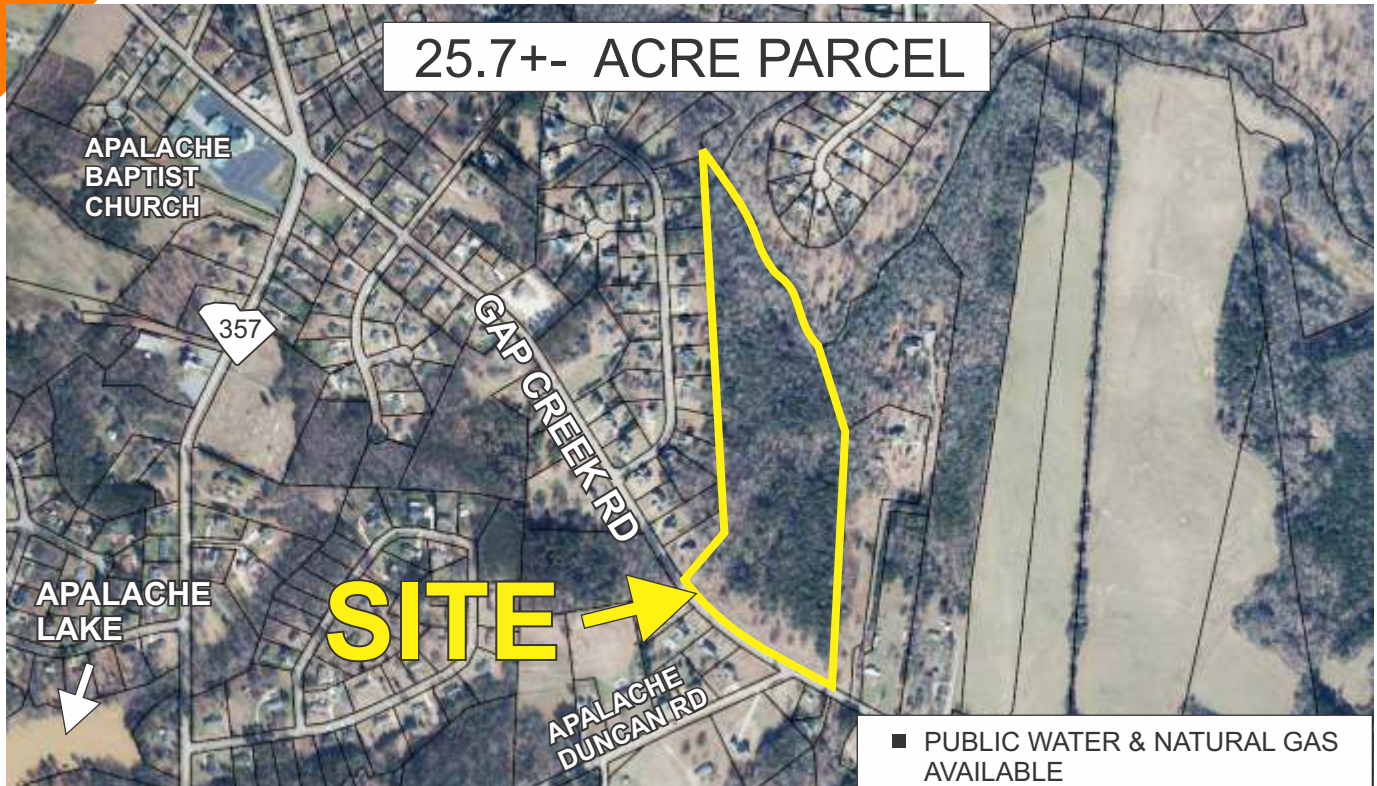 25.7+- ACRE PARCEL
APALACHE
BAPTIST
CHURCH
357
GAP CREEK RD
APALACHE
LAKE
SITE
APALACHE
DUNCAN RD
■ PUBLIC WATER & NATURAL GAS
AVAILABLE